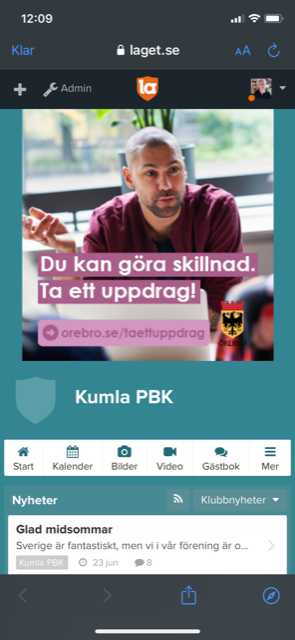 12:09
Klar
laget.se
AA
Admin
la
Du kan göra skillnad.
Ta ett uppdrag!
orebro.se/taettuppdrag
ÖREBRO
Kumla PBK
Start
Kalender
Bilder
Video
Gästbok
Mer
Nyheter
Klubbnyheter
Glad midsommar
Sverige är fantastiskt, men vi i vår förening är o...
Kumla PBK
23 jun
8